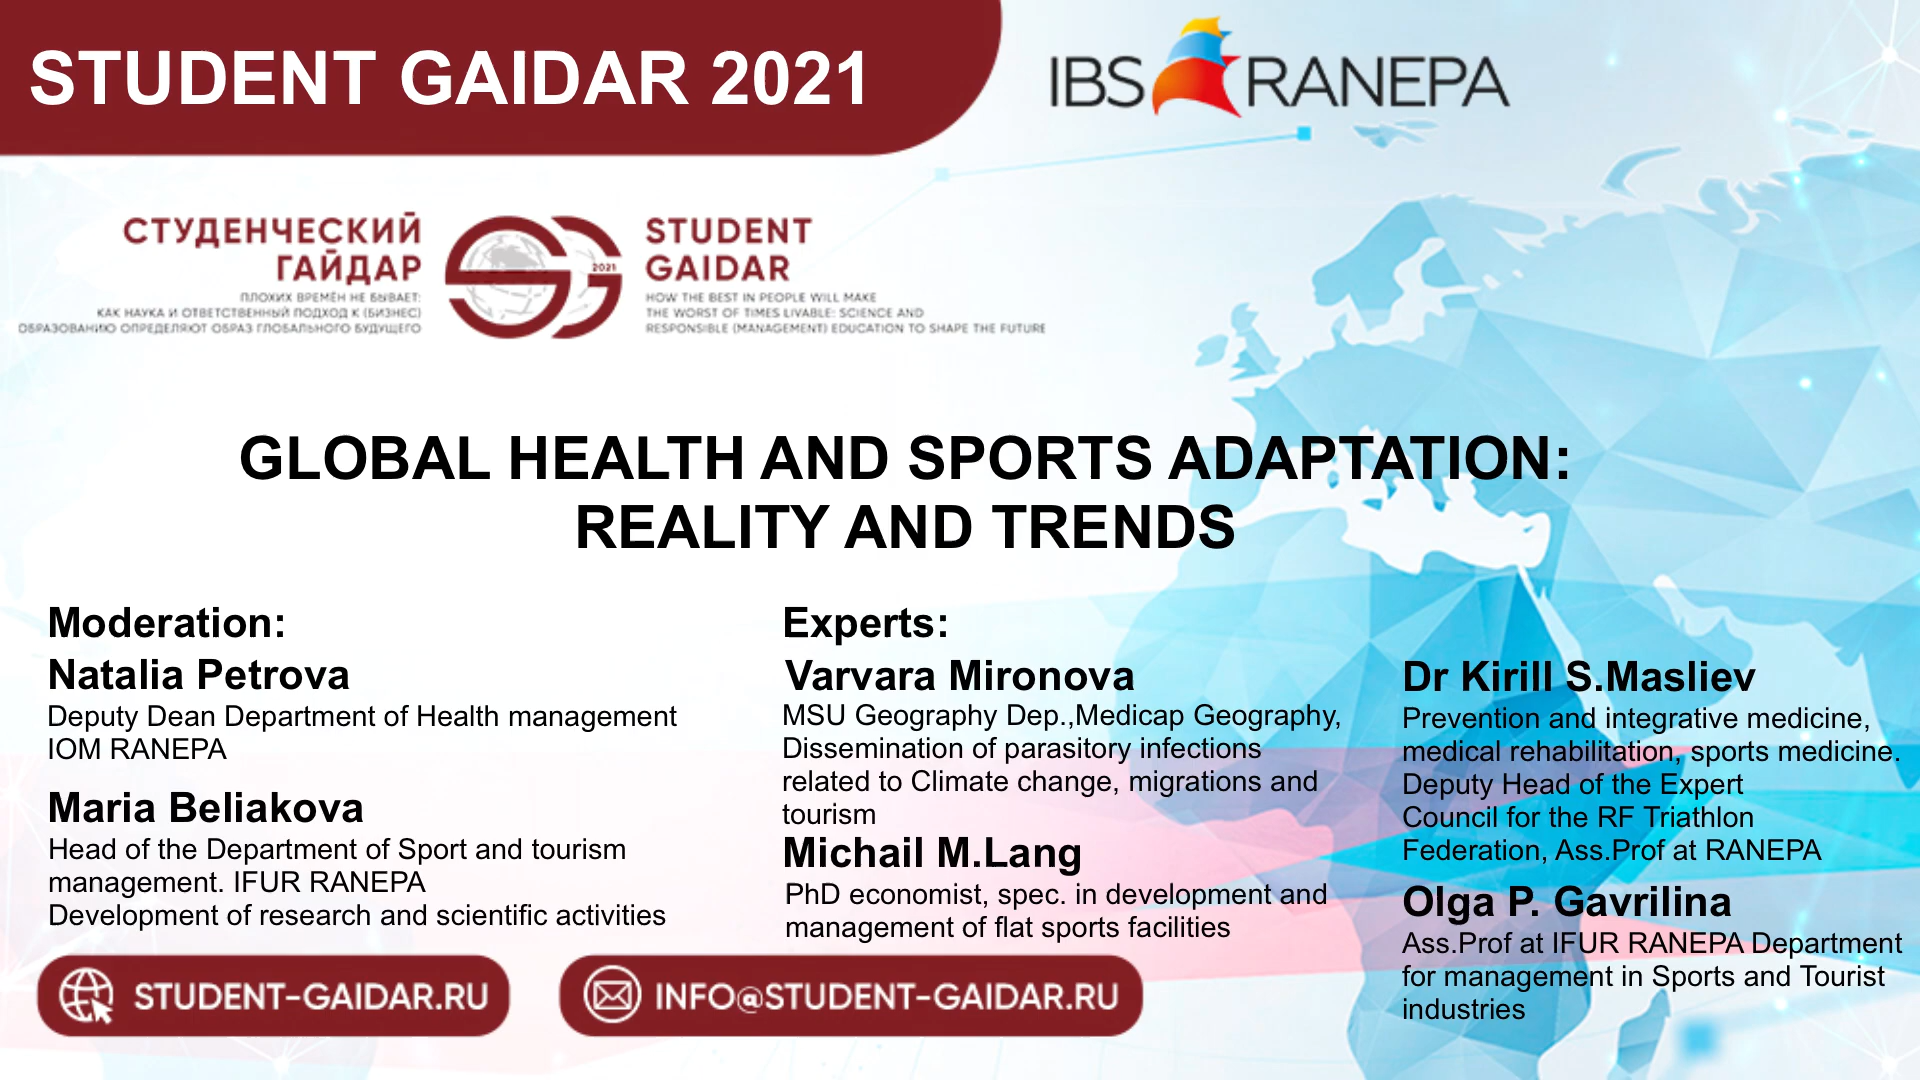 STUDENT GAIDAR 2021
IBS RANEPA
СТУДЕНЧЕСКИЙ
ГАЙДАР
ПЛОХИХ ВРЕМЁН НЕ БЫВАЕТ:
КАК НАУКА И ОТВЕТСТВЕННЫЙ ПОДХОД К (БИЗНЕС)
ОБРАЗОВАНИЮ ОПРЕДЕЛЯЮТ ОБРАЗ ГЛОБАЛЬНОГО БУДУЩЕГО
SG 2021
STUDENT
GAIDAR
HOW THE BEST IN PEOPLE WILL MAKE
THE WORST OF TIMES LIVABLE: SCIENCE AND
RESPONSIBLE (MANAGEMENT) EDUCATION TO SHAPE THE FUTURE
GLOBAL HEALTH AND SPORTS ADAPTATION:
REALITY AND TRENDS
Moderation:
Natalia Petrova
Deputy Dean Department of Health management
IOM RANEPA
Maria Beliakova
Head of the Department of Sport and tourism
management. IFUR RANEPA
Development of research and scientific activities
Experts:
Varvara Mironova
MSU Geography Dep.,Medicap Geography,
Dissemination of parasitory infections
related to Climate change, migrations and
tourism
Michail M.Lang
PhD economist, spec. in development and
management of flat sports facilities
Dr Kirill S.Masliev
Prevention and integrative medicine,
medical rehabilitation, sports medicine.
Deputy Head of the Expert
Council for the RF Triathlon
Federation, Ass.Prof at RANEPA
Olga P. Gavrilina
Ass.Prof at IFUR RANEPA Department
for management in Sports and Tourist
industries
STUDENT-GAIDAR.RU
INFO@STUDENT-GAIDAR.RU